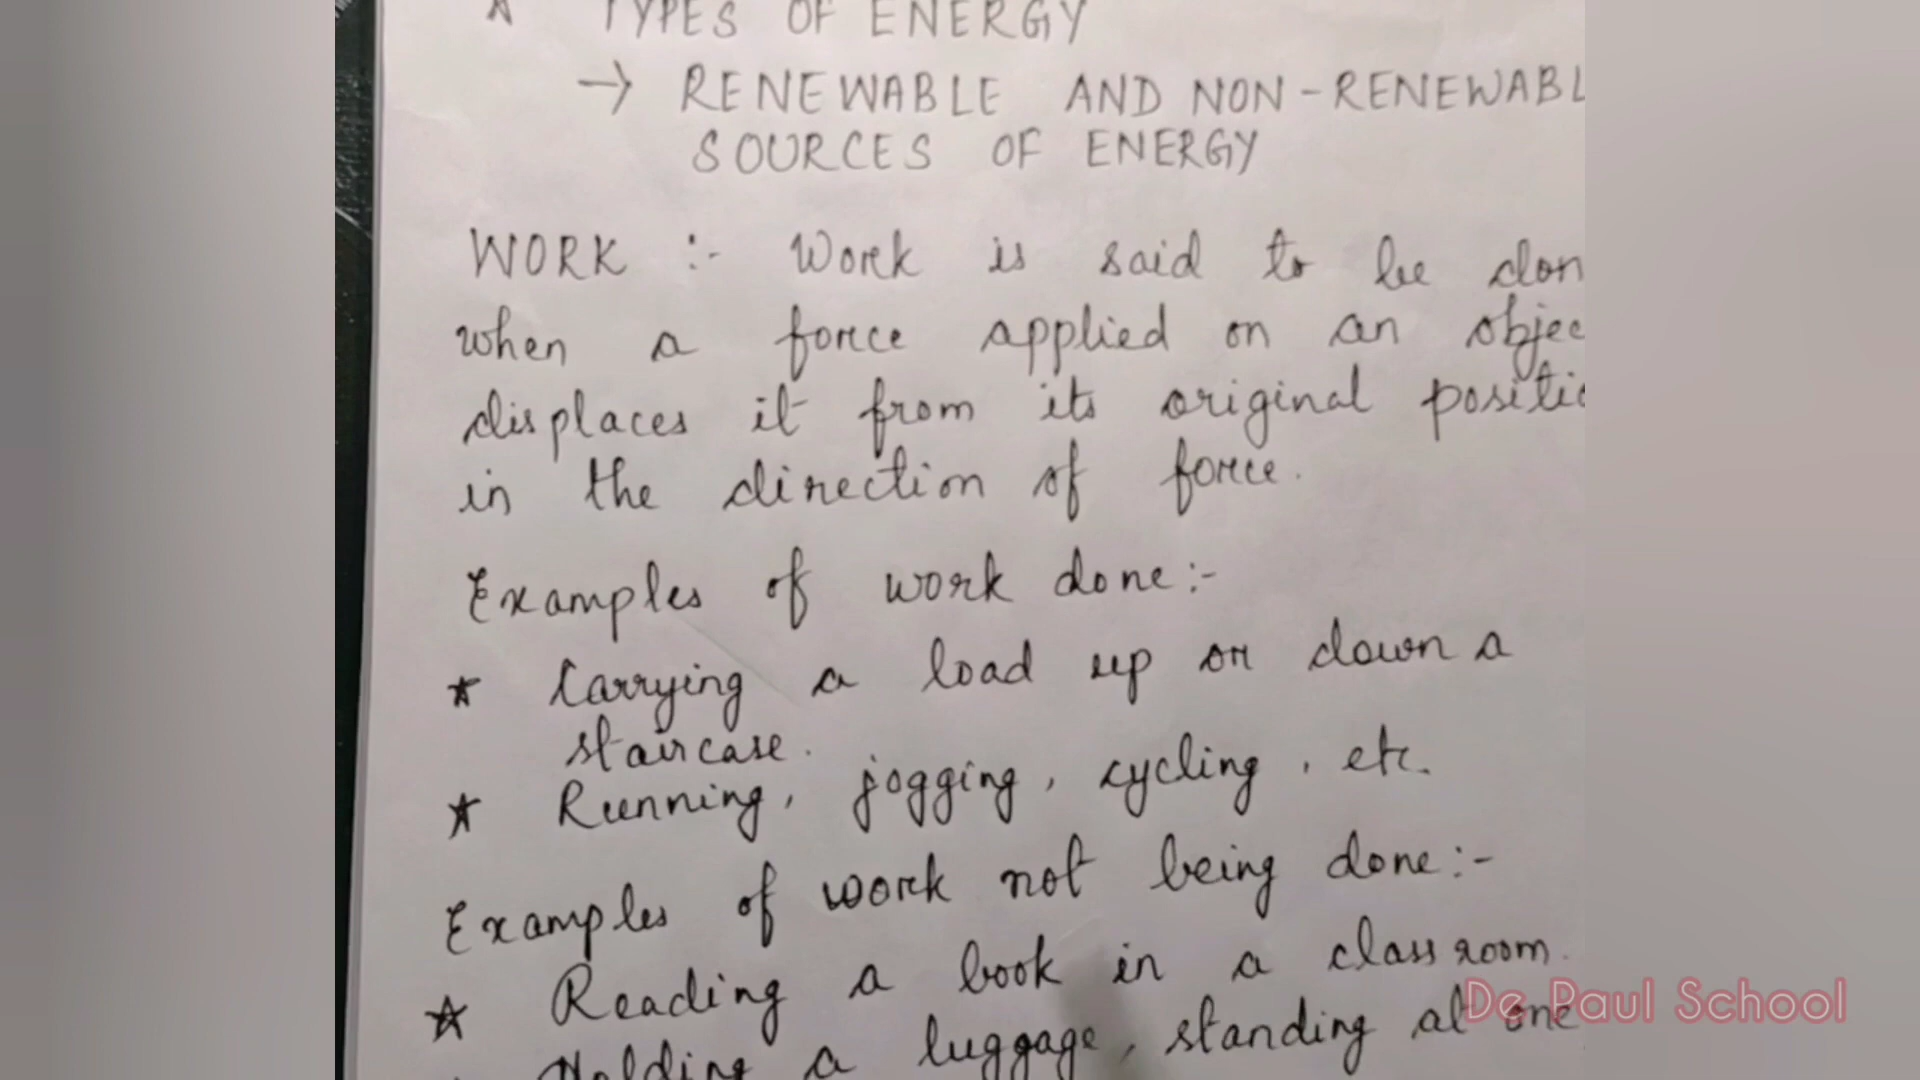 * TYPES OF ENERGY
→ RENEWABLE AND NON-RENEWABL
SOURCES OF ENERGY
WORK :- Work is said to be don
when a force applied on an objec
displaces it from its original positio
in the direction of force.
Examples of work done:-
* Carrying a load up or down a
staircase.
* Running, jogging, cycling, etc.
Examples of work not being done:-
* Reading a book in a classroom.
Holding a luggage, standing at one
De Paul School